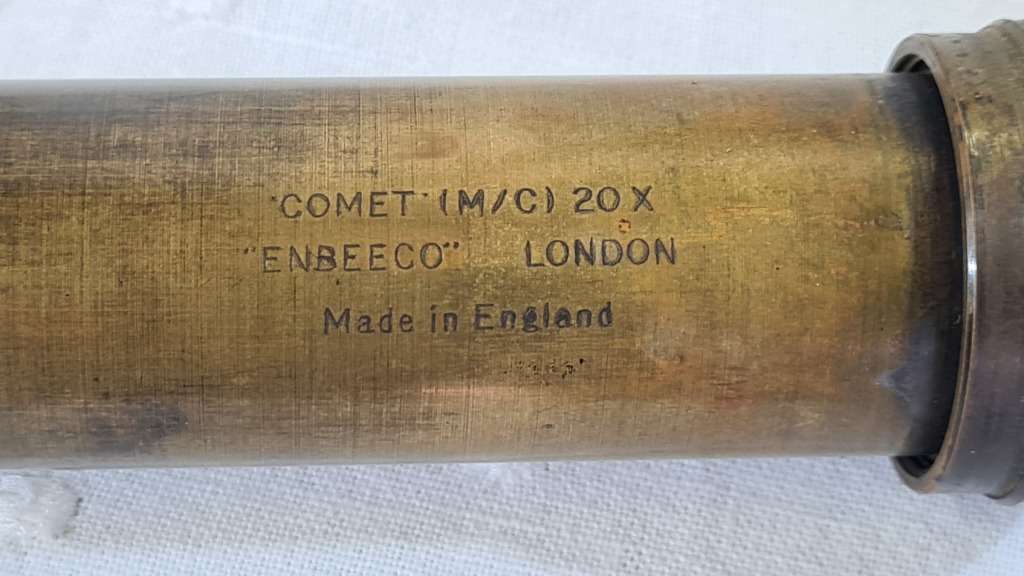 'COMET' (M/C) 20 X
"ENBEECO" LONDON
Made in England